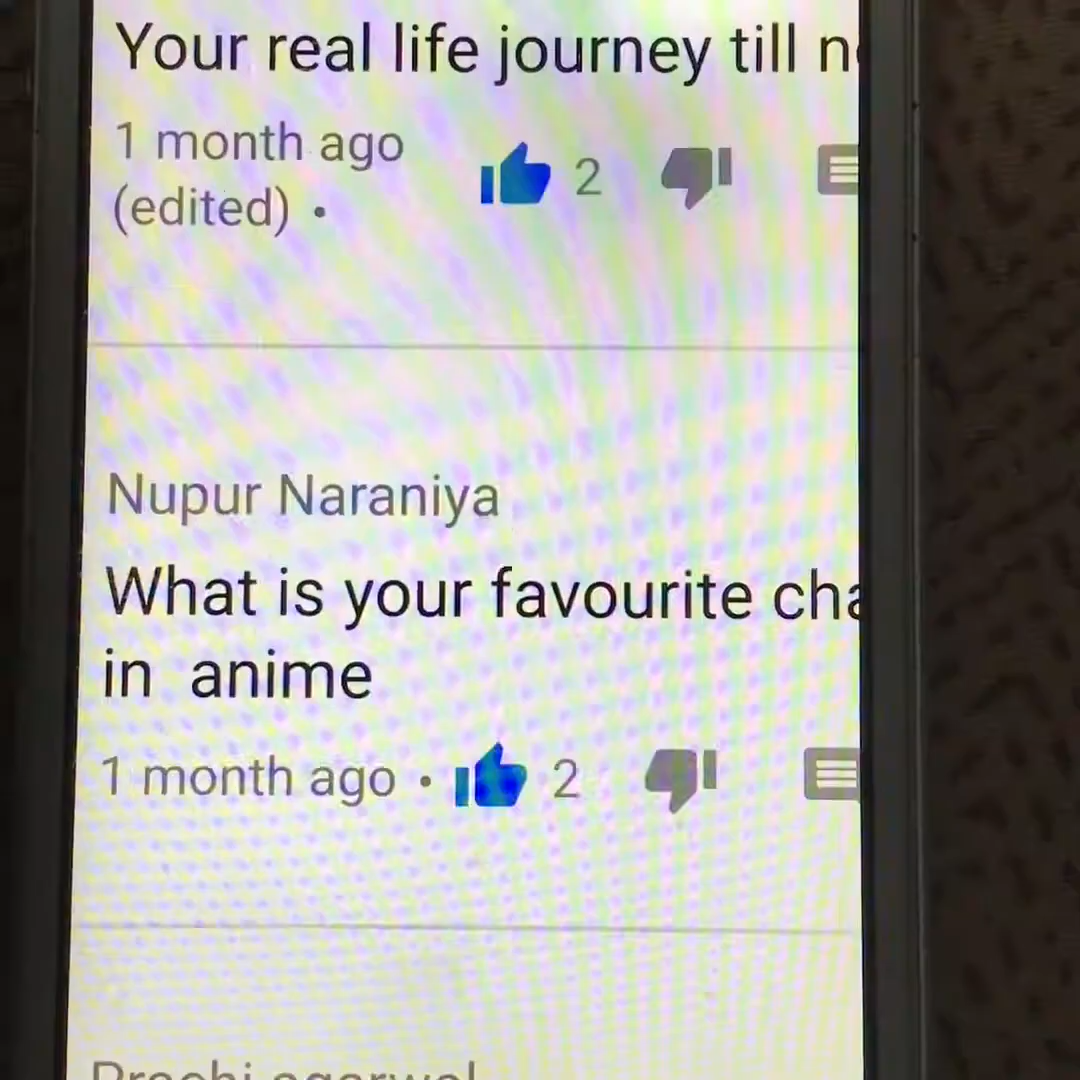 Your real life journey till
1 month ago
(edited) •
2
Nupur Naraniya
What is your favourite
in anime
1 month ago • 2